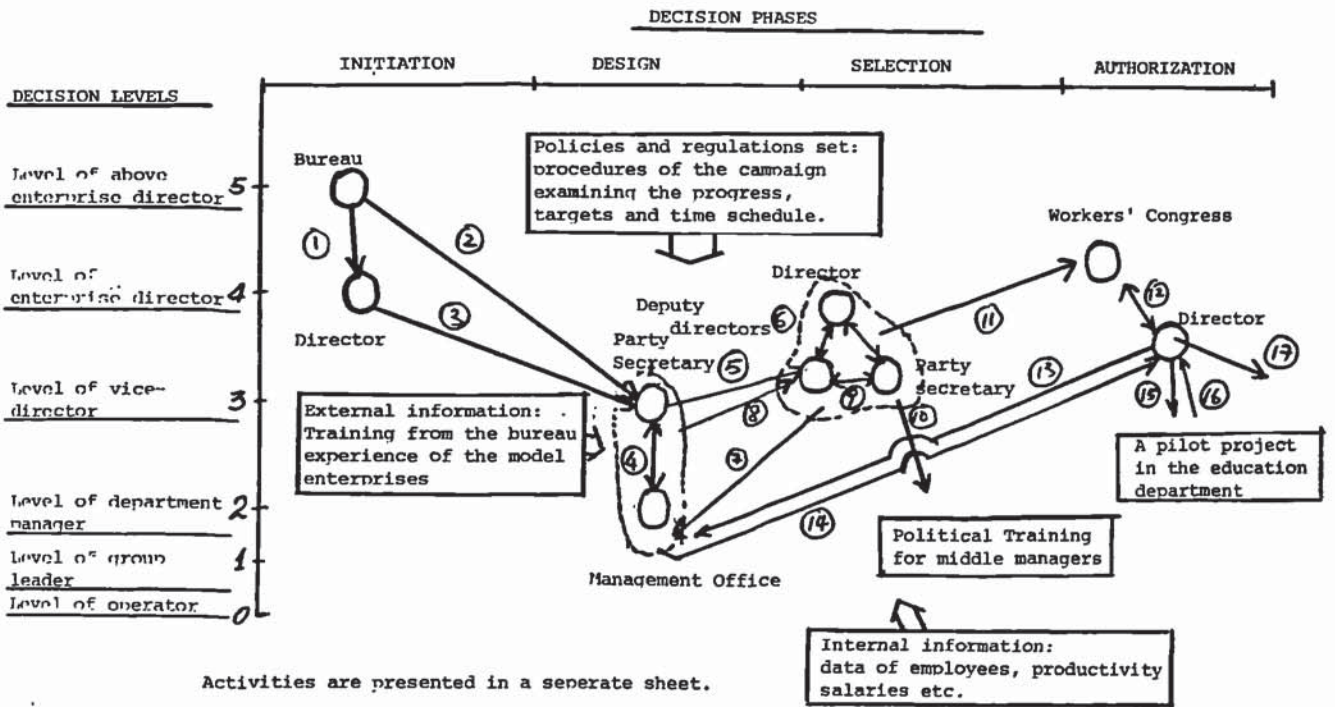 DECISION PHASES
INITIATION DESIGN SELECTION AUTHORIZATION
DECISION LEVELS
Level of above
enterprise director 5
Level of
enterprise director 4
Level of vice-
director 3
Level of department
manager 2
Level of group
leader 1
Level of operator 0
Bureau
1
2
Director
3
Policies and regulations set:
procedures of the campaign
examining the progress,
targets and time schedule.
External information:
Training from the bureau
experience of the model
enterprises
Party
Secretary
4
Management Office
5
8
7
Deputy
directors
Director
6
9
Party
secretary
10
Political Training
for middle managers
Internal information:
data of employees, productivity
salaries etc.
11
Workers' Congress
12
Director
13
14
15
16
17
A pilot project
in the education
department
Activities are presented in a seperate sheet.